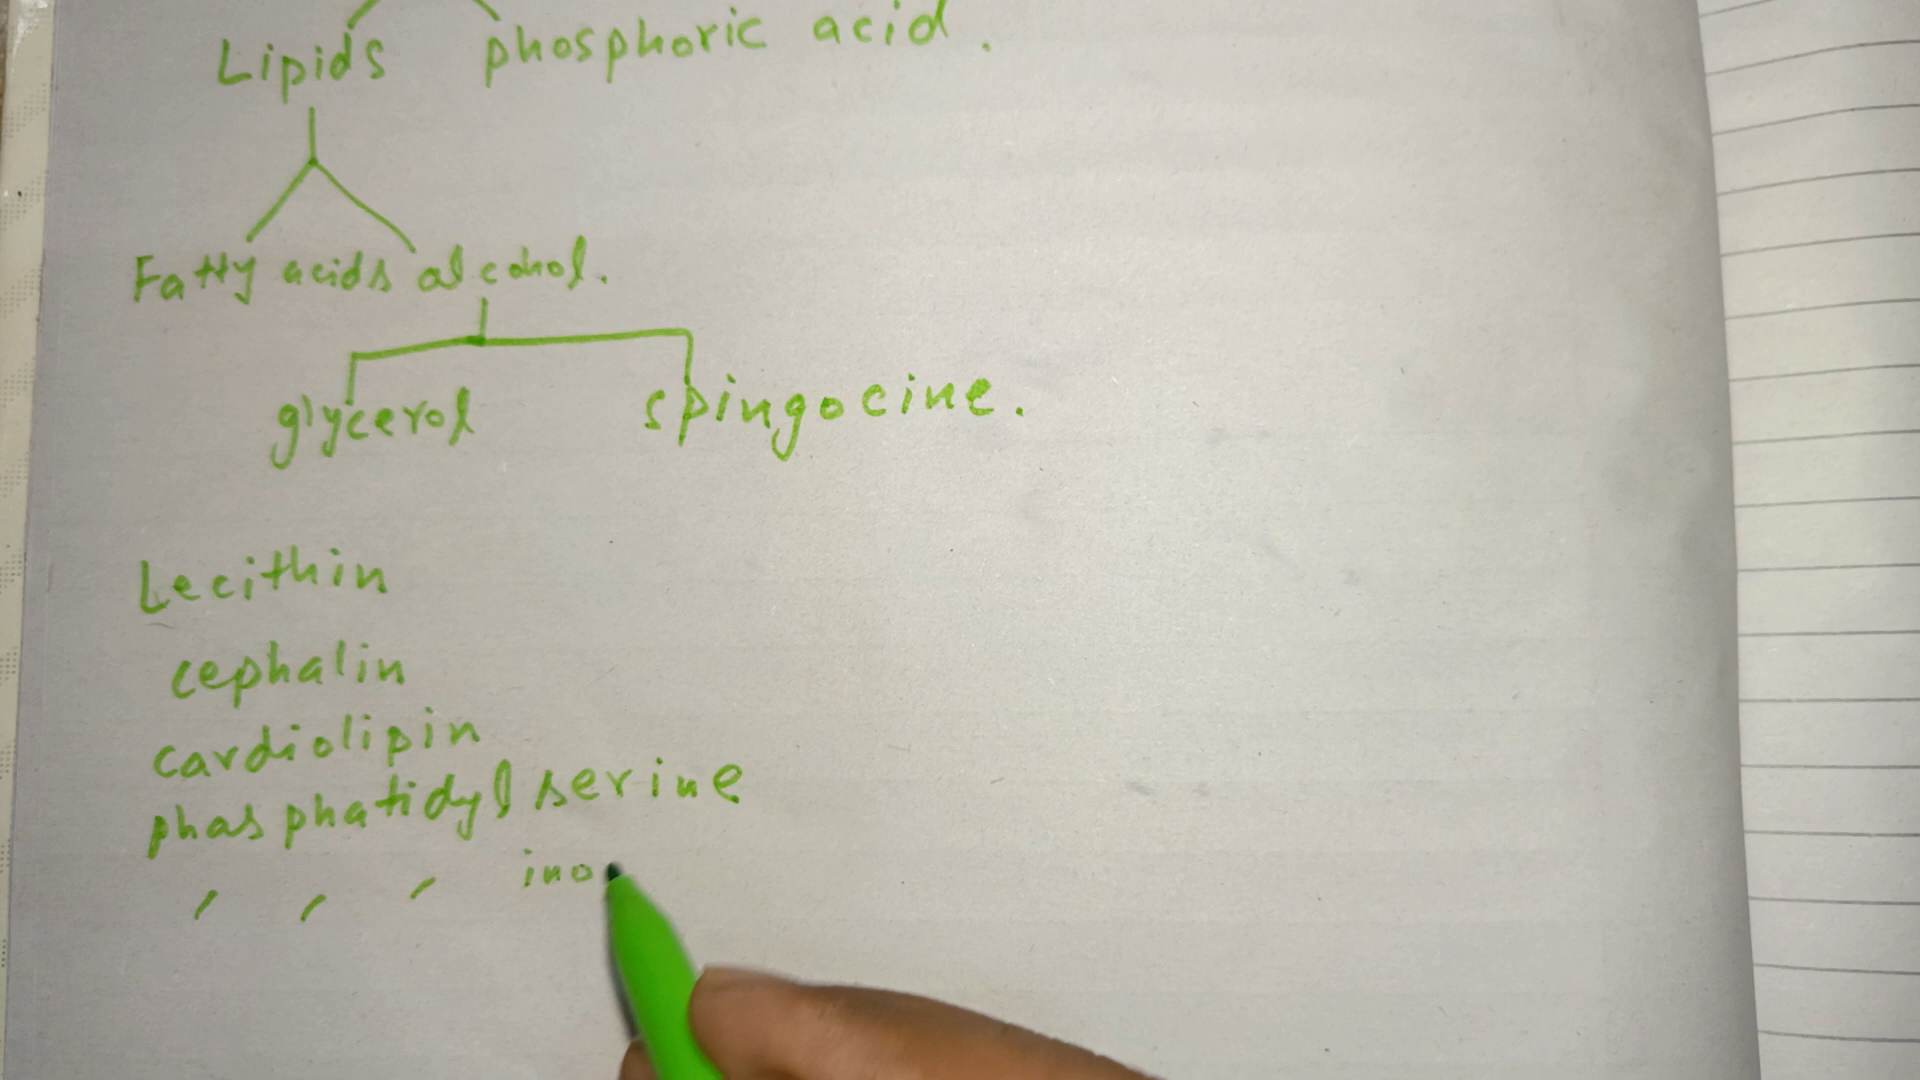 Lipids phosphoric acid.
Fatty acids alcohol.
glycerol spingocine.
Lecithin
cephalin
cardiolipin
phasphatidyl serine
" " " ino